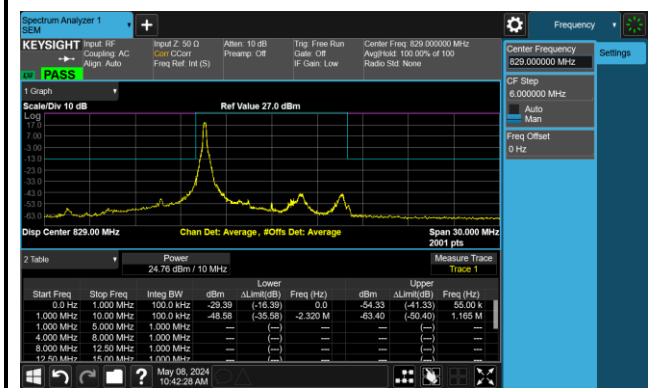 Spectrum Analyzer 1
SEM
+
Frequency
KEYSIGHT
Input: RF
Coupling: AC
Align: Auto
Input Z: 50 Ω
Corr CCorr
Freq Ref: Int (S)
Atten: 10 dB
Preamp: Off
Trig: Free Run
Gate: Off
IF Gain: Low
Center Freq: 829.000000 MHz
Avg|Hold: 100.00% of 100
Radio Std: None
PASS
Center Frequency
829.000000 MHz
Settings
CF Step
6.000000 MHz
Auto
Man
Freq Offset
0 Hz
1 Graph
Scale/Div 10 dB
Ref Value 27.0 dBm
Log
17.0
7.00
-3.00
-13.0
-23.0
-33.0
-43.0
-53.0
-63.0
Disp Center 829.00 MHz
Chan Det: Average, #Offs Det: Average
Span 30.000 MHz
2001 pts
2 Table
Power
24.76 dBm / 10 MHz
Measure Trace
Trace 1
Lower Upper
Start Freq Stop Freq Integ BW dBm ΔLimit(dB) Freq (Hz) dBm ΔLimit(dB) Freq (Hz)
0.0 Hz 1.000 MHz 100.0 kHz -29.39 (-16.39) 0.0 -54.33 (-41.33) 55.00 k
1.000 MHz 10.00 MHz 100.0 kHz -48.58 (-35.58) -2.320 M -63.40 (-50.40) 1.165 M
1.000 MHz 5.000 MHz 1.000 MHz --- (---) --- --- (---) ---
4.000 MHz 8.000 MHz 1.000 MHz --- (---) --- --- (---) ---
8.000 MHz 12.50 MHz 1.000 MHz --- (---) --- --- (---) ---
12.50 MHz 15.00 MHz 1.000 MHz --- (---) --- --- (---) ---
?
May 08, 2024
10:42:28 AM